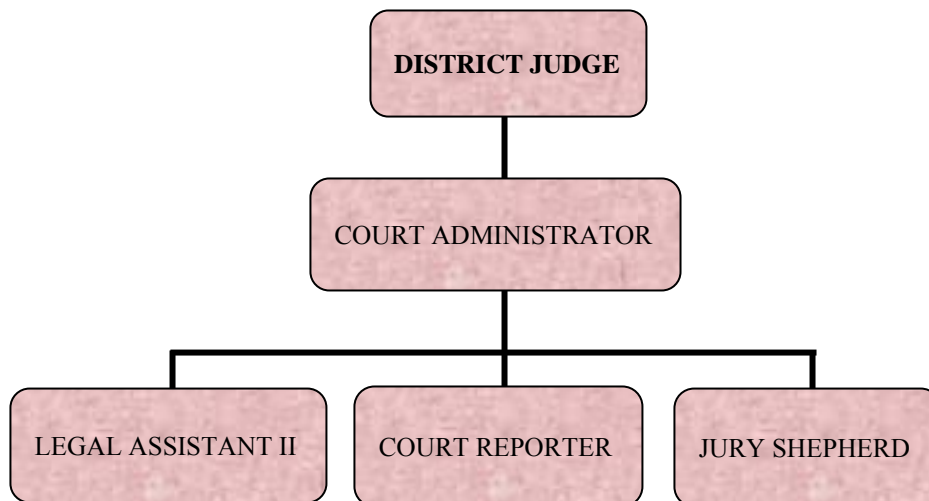 DISTRICT JUDGE
COURT ADMINISTRATOR
LEGAL ASSISTANT II
COURT REPORTER
JURY SHEPHERD